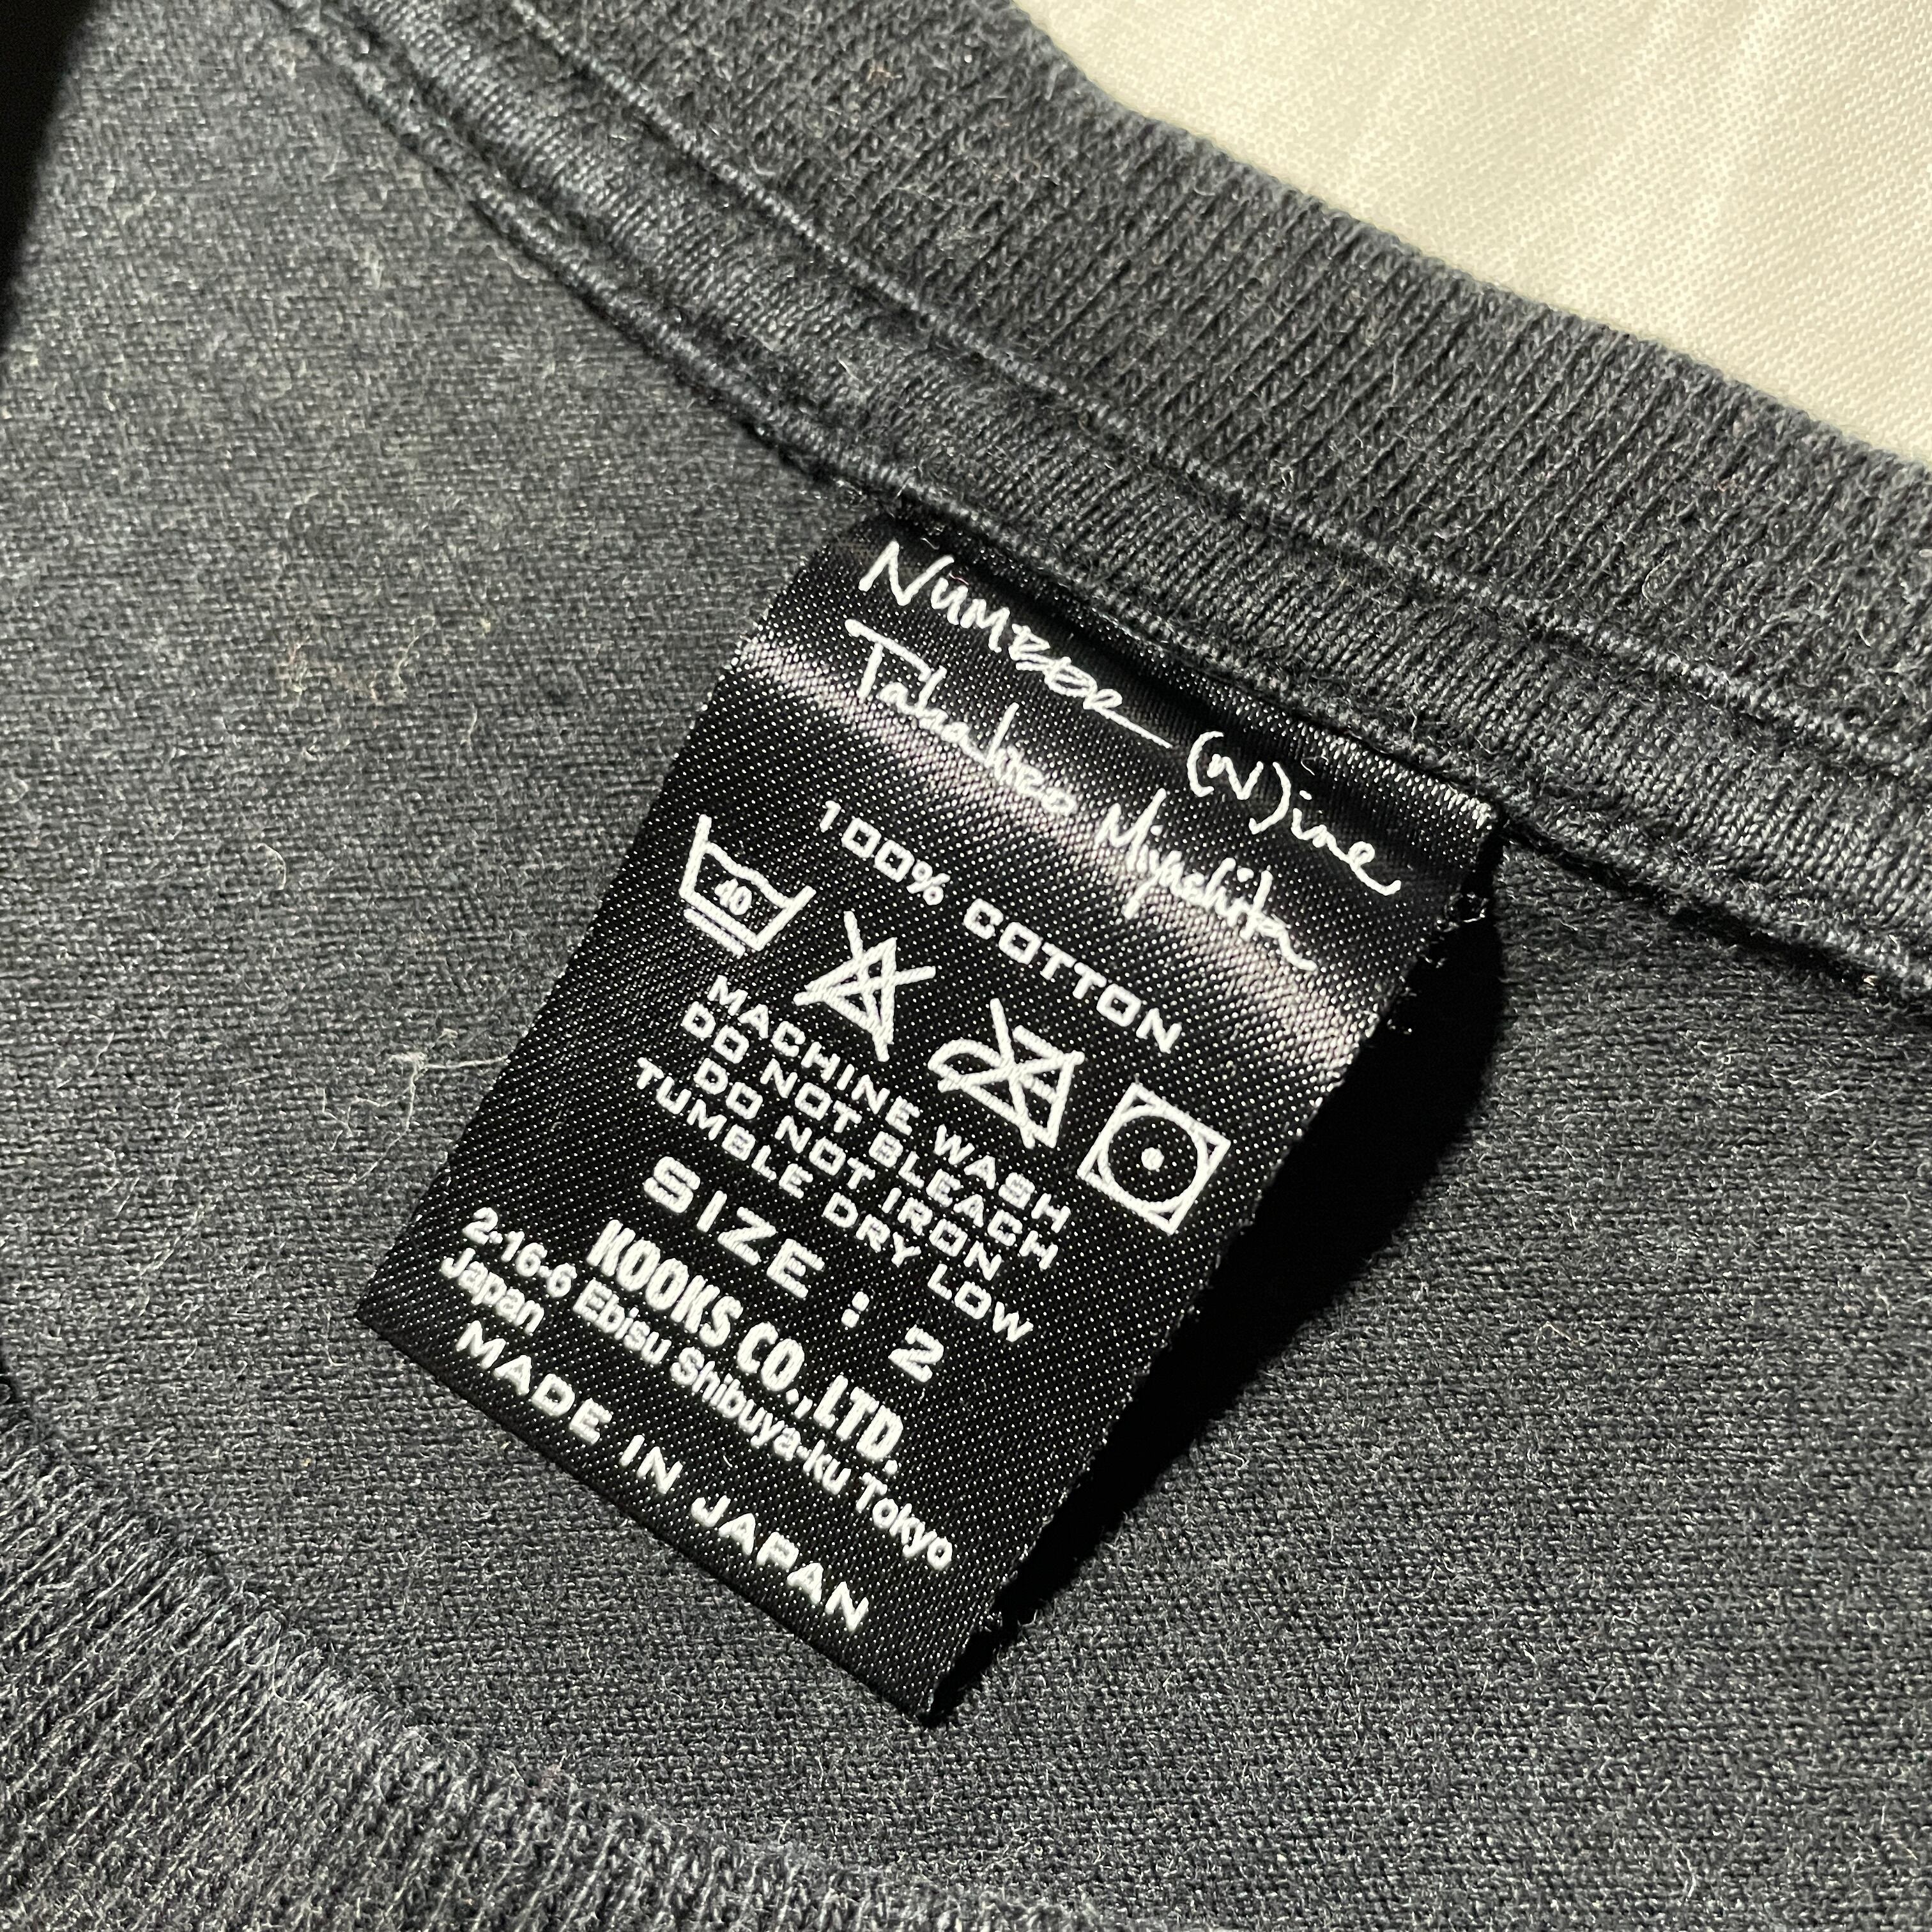 Number (N)ine
Takahiro Miyashita
100% COTTON
40
MACHINE WASH
DO NOT BLEACH
DO NOT IRON
TUMBLE DRY LOW
SIZE : 2
KOOKS CO.,LTD.
2-16-6 Ebisu Shibuya-ku Tokyo
Japan
MADE IN JAPAN